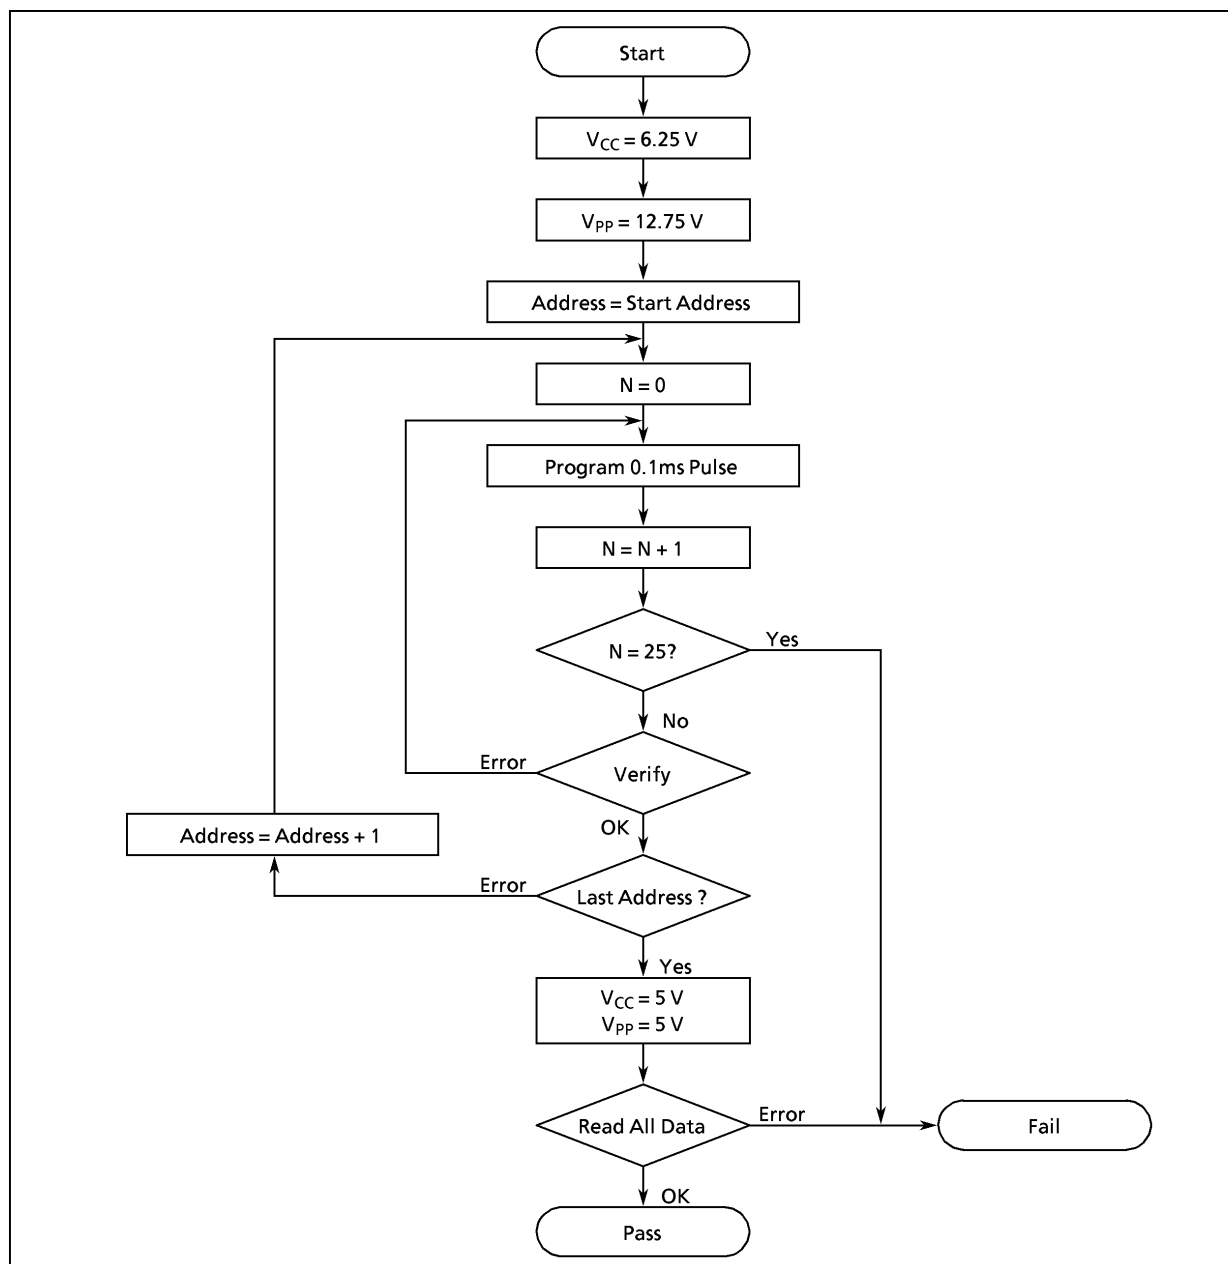 Start
VCC = 6.25 V
VPP = 12.75 V
Address = Start Address
N = 0
Program 0.1ms Pulse
N = N + 1
N = 25?
Yes
No
Error
Verify
OK
Address = Address + 1
Error
Last Address ?
Yes
VCC = 5 V
VPP = 5 V
Read All Data
Error
Fail
OK
Pass